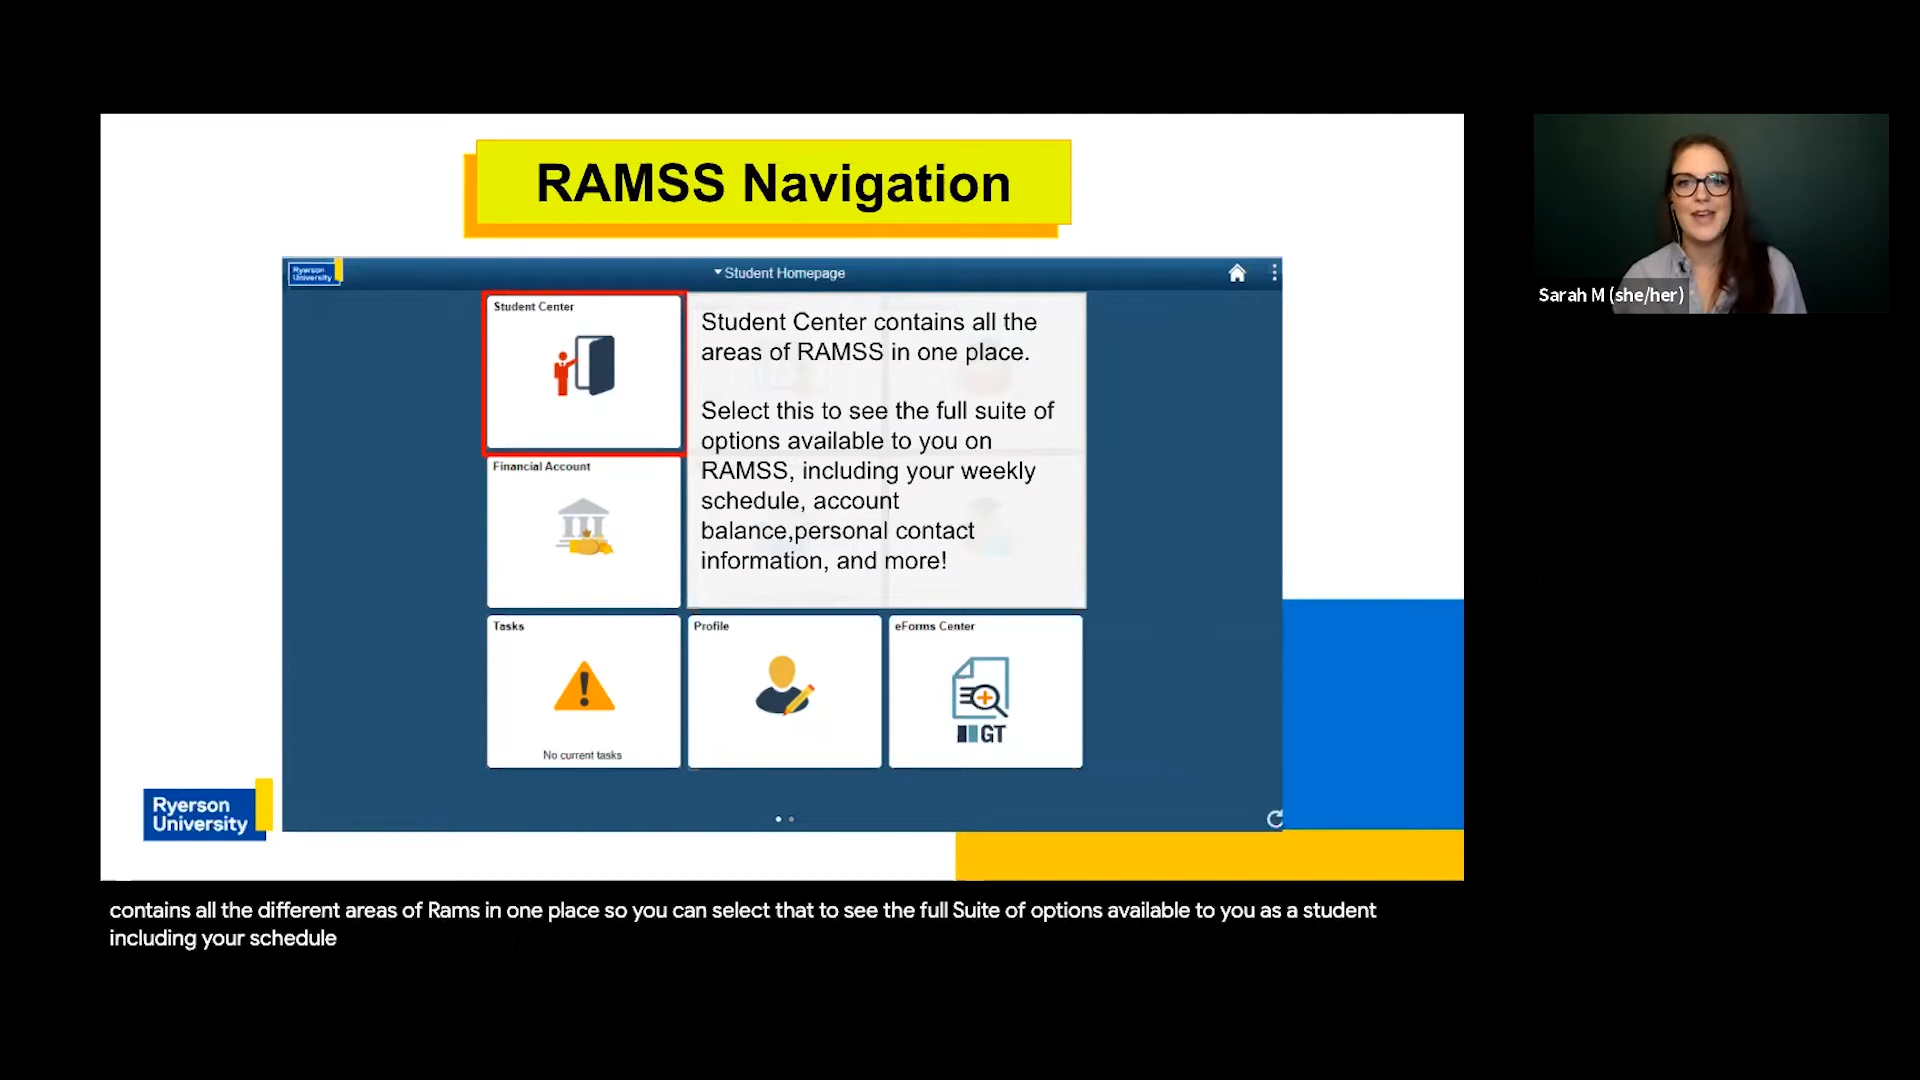 RAMSS Navigation
Ryerson
University
Student Homepage
Student Center
Student Center contains all the
areas of RAMSS in one place.
Select this to see the full suite of
options available to you on
RAMSS, including your weekly
schedule, account
balance,personal contact
information, and more!
Financial Account
Tasks
No current tasks
Profile
eForms Center
GT
Ryerson
University
Sarah M (she/her)
contains all the different areas of Rams in one place so you can select that to see the full Suite of options available to you as a student
including your schedule